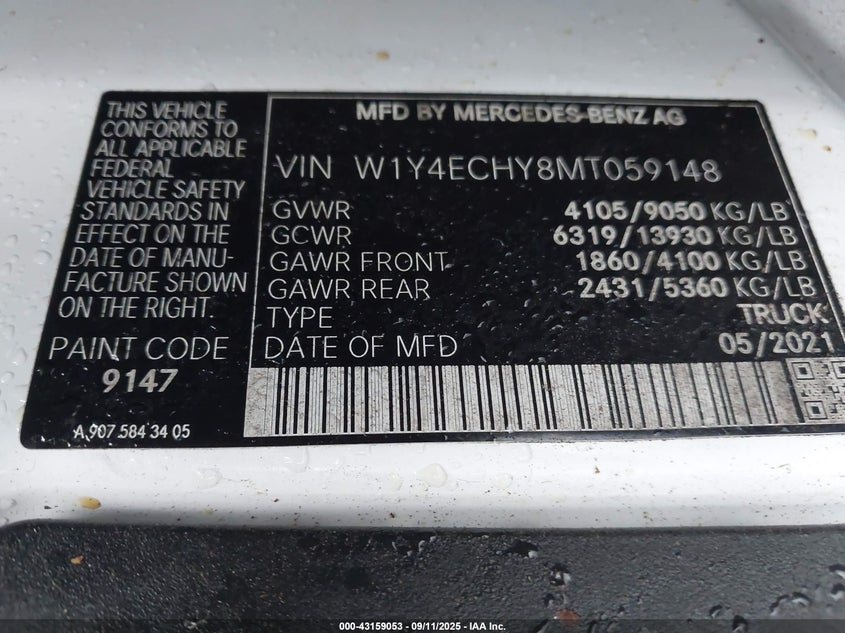 MFD BY MERCEDES-BENZ AG
THIS VEHICLE
CONFORMS TO
ALL APPLICABLE
FEDERAL
VEHICLE SAFETY
STANDARDS IN
EFFECT ON THE
DATE OF MANU-
FACTURE SHOWN
ON THE RIGHT.
PAINT CODE
9147
A 907 584 34 05
VIN W1Y4ECHY8MT059148
GVWR 4105/9050 KG/LB
GCWR 6319/13930 KG/LB
GAWR FRONT 1860/4100 KG/LB
GAWR REAR 2431/5360 KG/LB
TYPE TRUCK
DATE OF MFD 05/2021
000-43159053 - 09/11/2025 - IAA Inc.